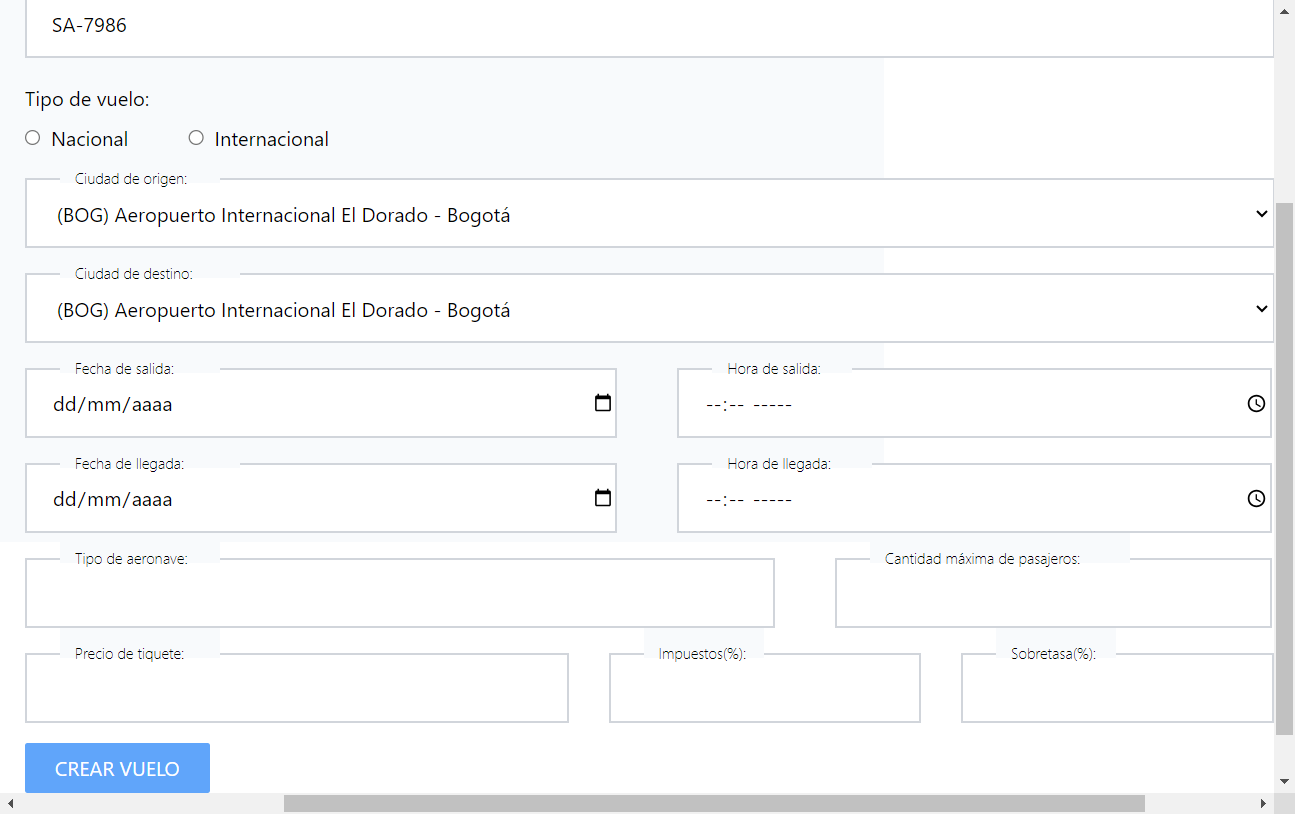 SA-7986
Tipo de vuelo:
Nacional Internacional
Ciudad de origen:
(BOG) Aeropuerto Internacional El Dorado - Bogotá
Ciudad de destino:
(BOG) Aeropuerto Internacional El Dorado - Bogotá
Fecha de salida: Hora de salida:
dd/mm/aaaa --:-- -----
Fecha de llegada: Hora de llegada:
dd/mm/aaaa --:-- -----
Tipo de aeronave: Cantidad máxima de pasajeros:
Precio de tiquete: Impuestos(%): Sobretasa(%):
CREAR VUELO